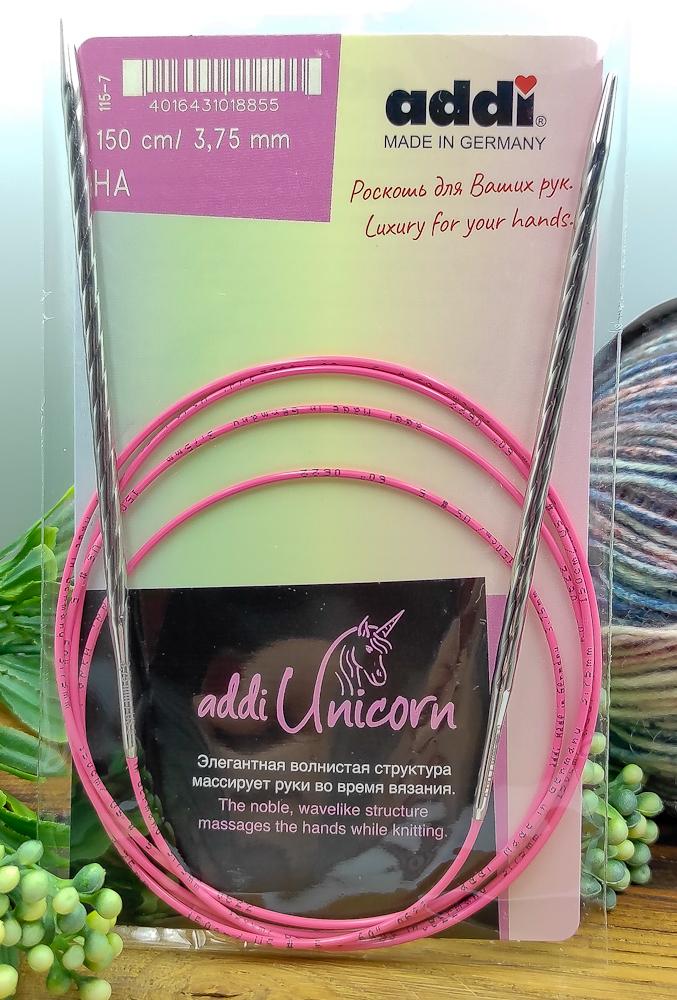 115-7
4016431018855
150 cm/ 3,75 mm
HA
addi®
MADE IN GERMANY
Роскошь для Ваших рук.
Luxury for your hands.
addi Unicorn
Элегантная волнистая структура
массирует руки во время вязания.
The noble, wavelike structure
massages the hands while knitting.